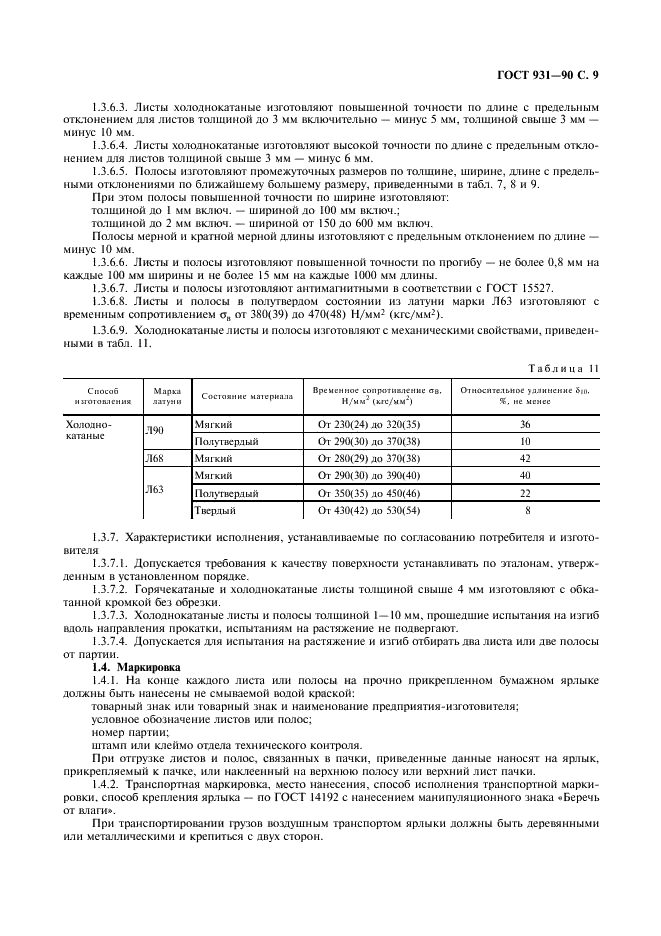 ГОСТ 931—90 С. 9
1.3.6.3. Листы холоднокатаные изготовляют повышенной точности по длине с предельным
отклонением для листов толщиной до 3 мм включительно — минус 5 мм, толщиной свыше 3 мм —
минус 10 мм.
1.3.6.4. Листы холоднокатаные изготовляют высокой точности по длине с предельным откло-
нением для листов толщиной свыше 3 мм — минус 6 мм.
1.3.6.5. Полосы изготовляют промежуточных размеров по толщине, ширине, длине с предель-
ными отклонениями по ближайшему большему размеру, приведенными в табл. 7, 8 и 9.
При этом полосы повышенной точности по ширине изготовляют:
толщиной до 1 мм включ. — шириной до 100 мм включ.;
толщиной до 2 мм включ. — шириной от 150 до 600 мм включ.
Полосы мерной и кратной мерной длины изготовляют с предельным отклонением по длине —
минус 10 мм.
1.3.6.6. Листы и полосы изготовляют повышенной точности по прогибу — не более 0,8 мм на
каждые 100 мм ширины и не более 15 мм на каждые 1000 мм длины.
1.3.6.7. Листы и полосы изготовляют антимагнитными в соответствии с ГОСТ 15527.
1.3.6.8. Листы и полосы в полутвердом состоянии из латуни марки Л63 изготовляют с
временным сопротивлением σв от 380(39) до 470(48) Н/мм² (кгс/мм²).
1.3.6.9. Холоднокатаные листы и полосы изготовляют с механическими свойствами, приведен-
ными в табл. 11.
Таблица 11
Способ изготовления | Марка латуни | Состояние материала | Временное сопротивление σв, Н/мм² (кгс/мм²) | Относительное удлинение δ10, %, не менее
Холодно-катаные | Л90 | Мягкий | От 230(24) до 320(35) | 36
Полутвердый | От 290(30) до 370(38) | 10
Л68 | Мягкий | От 280(29) до 370(38) | 42
Л63 | Мягкий | От 290(30) до 390(40) | 40
Полутвердый | От 350(35) до 450(46) | 22
Твердый | От 430(42) до 530(54) | 8
1.3.7. Характеристики исполнения, устанавливаемые по согласованию потребителя и изгото-
вителя
1.3.7.1. Допускается требования к качеству поверхности устанавливать по эталонам, утверж-
денным в установленном порядке.
1.3.7.2. Горячекатаные и холоднокатаные листы толщиной свыше 4 мм изготовляют с обка-
танной кромкой без обрезки.
1.3.7.3. Холоднокатаные листы и полосы толщиной 1—10 мм, прошедшие испытания на изгиб
вдоль направления прокатки, испытаниям на растяжение не подвергают.
1.3.7.4. Допускается для испытания на растяжение и изгиб отбирать два листа или две полосы
от партии.
1.4. Маркировка
1.4.1. На конце каждого листа или полосы на прочно прикрепленном бумажном ярлыке
должны быть нанесены не смываемой водой краской:
товарный знак или товарный знак и наименование предприятия-изготовителя;
условное обозначение листов или полос;
номер партии;
штамп или клеймо отдела технического контроля.
При отгрузке листов и полос, связанных в пачки, приведенные данные наносят на ярлык,
прикрепляемый к пачке, или наклеенный на верхнюю полосу или верхний лист пачки.
1.4.2. Транспортная маркировка, место нанесения, способ исполнения транспортной марки-
ровки, способ крепления ярлыка — по ГОСТ 14192 с нанесением манипуляционного знака «Беречь
от влаги».
При транспортировании грузов воздушным транспортом ярлыки должны быть деревянными
или металлическими и крепиться с двух сторон.